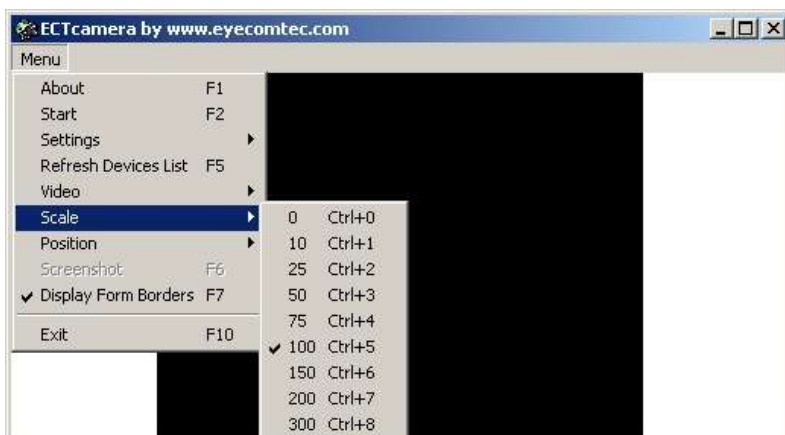 ECTcamera by www.eyecomtec.com
Menu
About F1
Start F2
Settings
Refresh Devices List F5
Video
Scale
Position
Screenshot F6
Display Form Borders F7
Exit F10
0 Ctrl+0
10 Ctrl+1
25 Ctrl+2
50 Ctrl+3
75 Ctrl+4
100 Ctrl+5
150 Ctrl+6
200 Ctrl+7
300 Ctrl+8